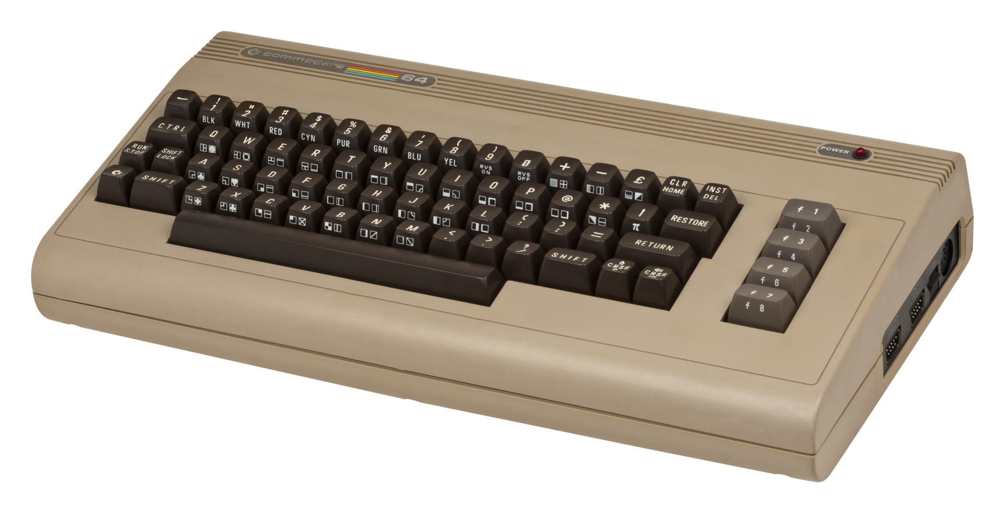 commodore 64
POWER
← ! 1 " 2 # 3 $ 4 % 5 & 6 ' 7 ( 8 ) 9 0 + − £ CLR HOME INST DEL
BLK WHT RED CYN PUR GRN BLU YEL RVS ON RVS OFF
CTRL Q W E R T Y U I O P @ * ↑ π RESTORE
RUN STOP SHIFT LOCK A S D F G H J K L [ : ] ; = RETURN
SHIFT Z X C V B N M < , > . ? / SHIFT CRSR CRSR
f 1
f 2
f 3
f 4
f 5
f 6
f 7
f 8